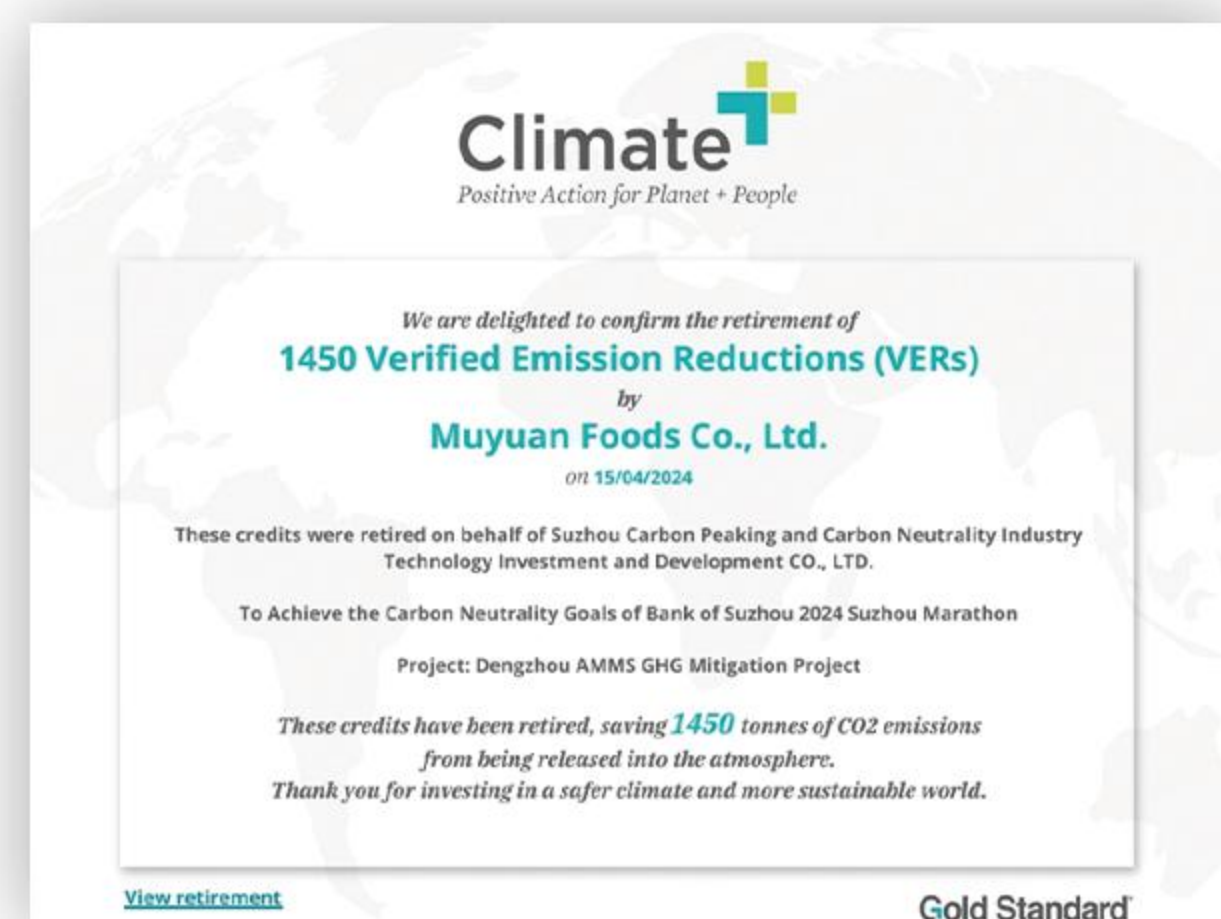 Climate
Positive Action for Planet + People
We are delighted to confirm the retirement of
1450 Verified Emission Reductions (VERs)
by
Muyuan Foods Co., Ltd.
on 15/04/2024
These credits were retired on behalf of Suzhou Carbon Peaking and Carbon Neutrality Industry
Technology Investment and Development CO., LTD.
To Achieve the Carbon Neutrality Goals of Bank of Suzhou 2024 Suzhou Marathon
Project: Dengzhou AMMS GHG Mitigation Project
These credits have been retired, saving 1450 tonnes of CO2 emissions
from being released into the atmosphere.
Thank you for investing in a safer climate and more sustainable world.
View retirement
Gold Standard